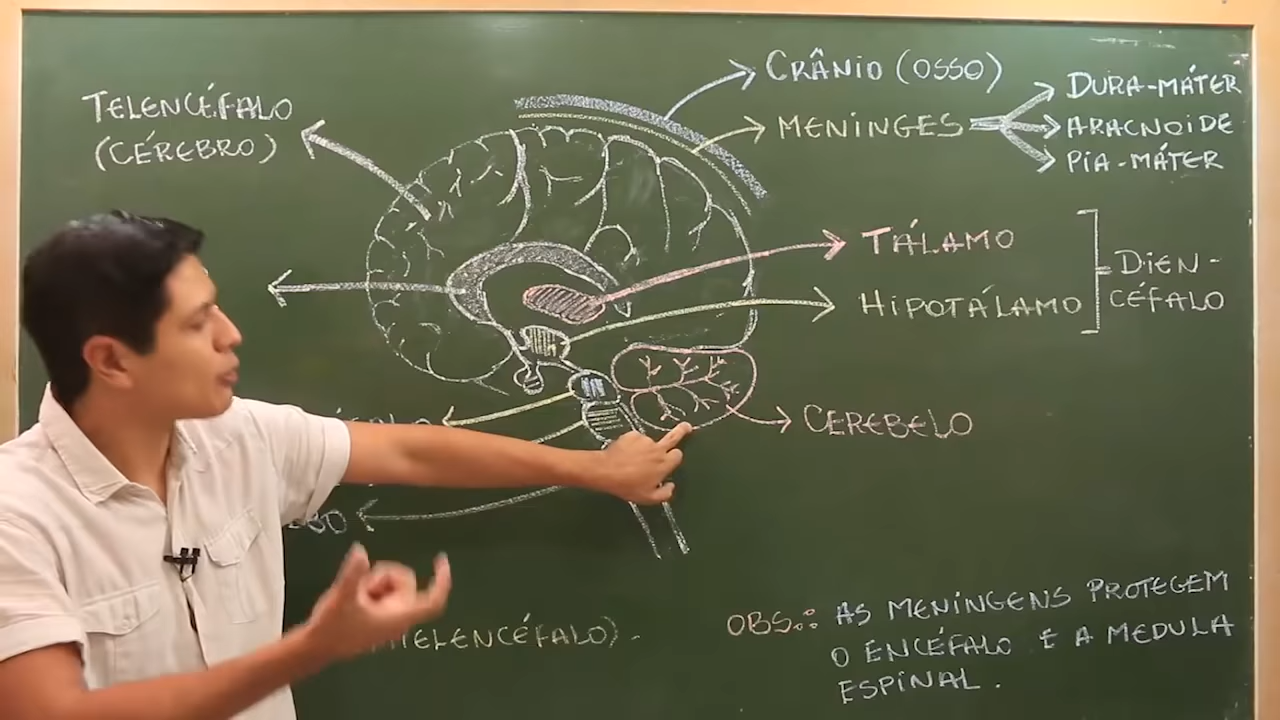 TELENCÉFALO
(CÉREBRO)
CRÂNIO (OSSO)
MENINGES
DURA-MÁTER
ARACNOIDE
PIA-MÁTER
TÁLAMO
HIPOTÁLAMO
DIEN-
CÉFALO
CEREBELO
TELENCÉFALO).
OBS.: AS MENINGENS PROTEGEM
O ENCÉFALO E A MEDULA
ESPINAL.